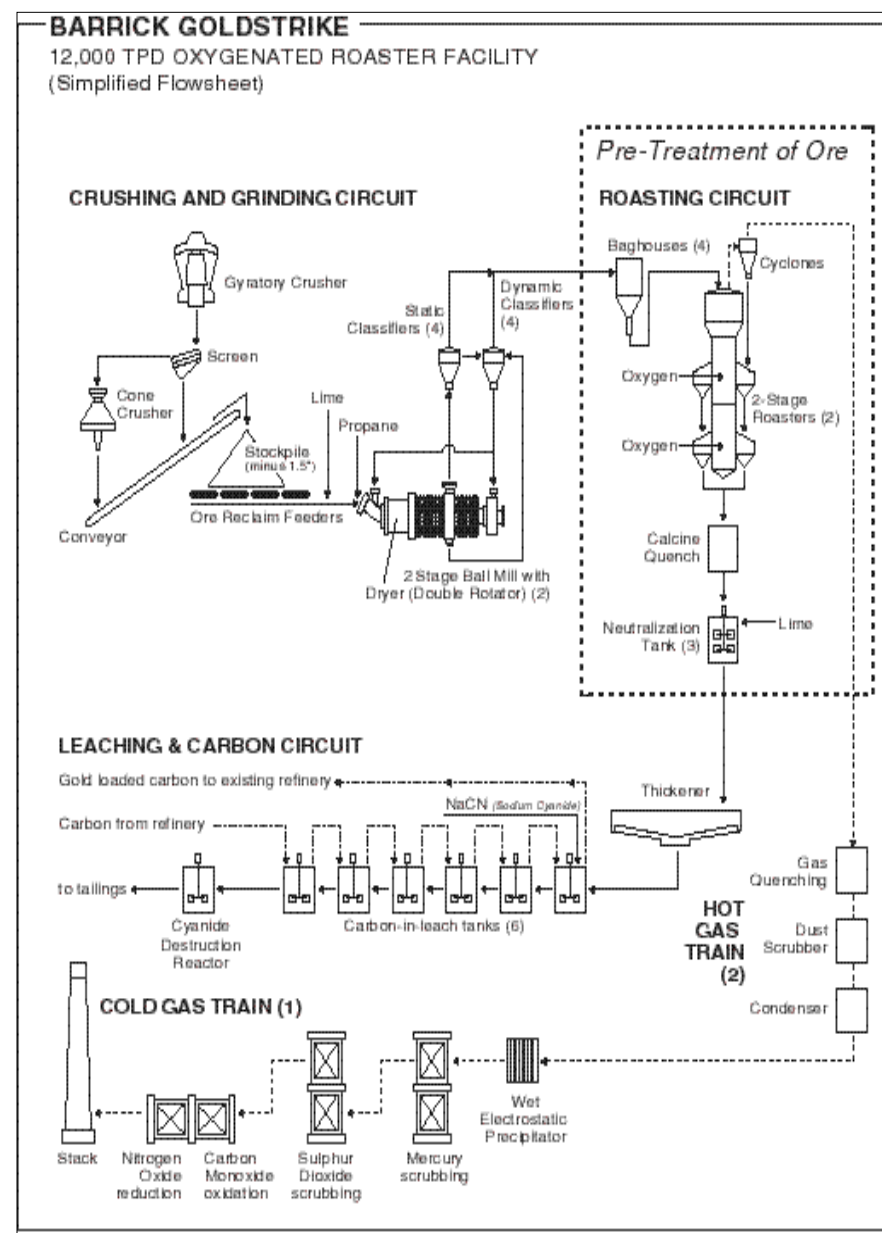 BARRICK GOLDSTRIKE
12,000 TPD OXYGENATED ROASTER FACILITY
(Simplified Flowsheet)
Pre-Treatment of Ore
CRUSHING AND GRINDING CIRCUIT
ROASTING CIRCUIT
Gyratory Crusher
Screen
Cone
Crusher
Conveyor
Stockpile
(minus 1.5")
Ore Reclaim Feeders
Lime
Propane
Static
Classifiers (4)
Dynamic
Classifiers
(4)
2 Stage Ball Mill with
Dryer (Double Rotator) (2)
Baghouses (4)
Cyclones
Oxygen
2-Stage
Roasters (2)
Oxygen
Calcine
Quench
Neutralization
Tank (3)
Lime
LEACHING & CARBON CIRCUIT
Gold loaded carbon to existing refinery
NaCN (Sodium Cyanide)
Carbon from refinery
Thickener
to tailings
Cyanide
Destruction
Reactor
Carbon-in-leach tanks (6)
HOT
GAS
TRAIN
(2)
Gas
Quenching
Dust
Scrubber
Condenser
COLD GAS TRAIN (1)
Stack
Nitrogen
Oxide
reduction
Carbon
Monoxide
oxidation
Sulphur
Dioxide
scrubbing
Mercury
scrubbing
Wet
Electrostatic
Precipitator